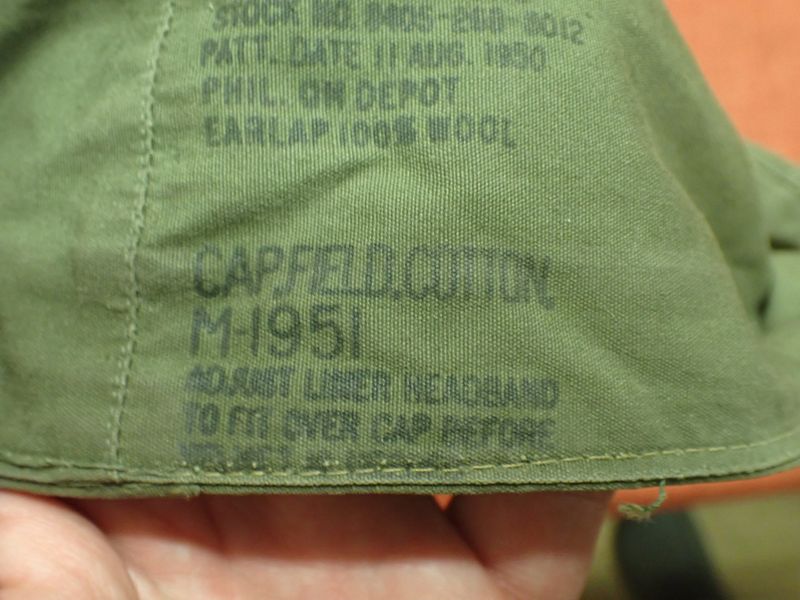 STOCK NO. 8405-268-8012
PATT. DATE 11 AUG. 1950
PHIL. QM DEPOT
EARLAP 100% WOOL
CAP, FIELD, COTTON,
M-1951
ADJUST LINER HEADBAND
TO FIT OVER CAP BEFORE